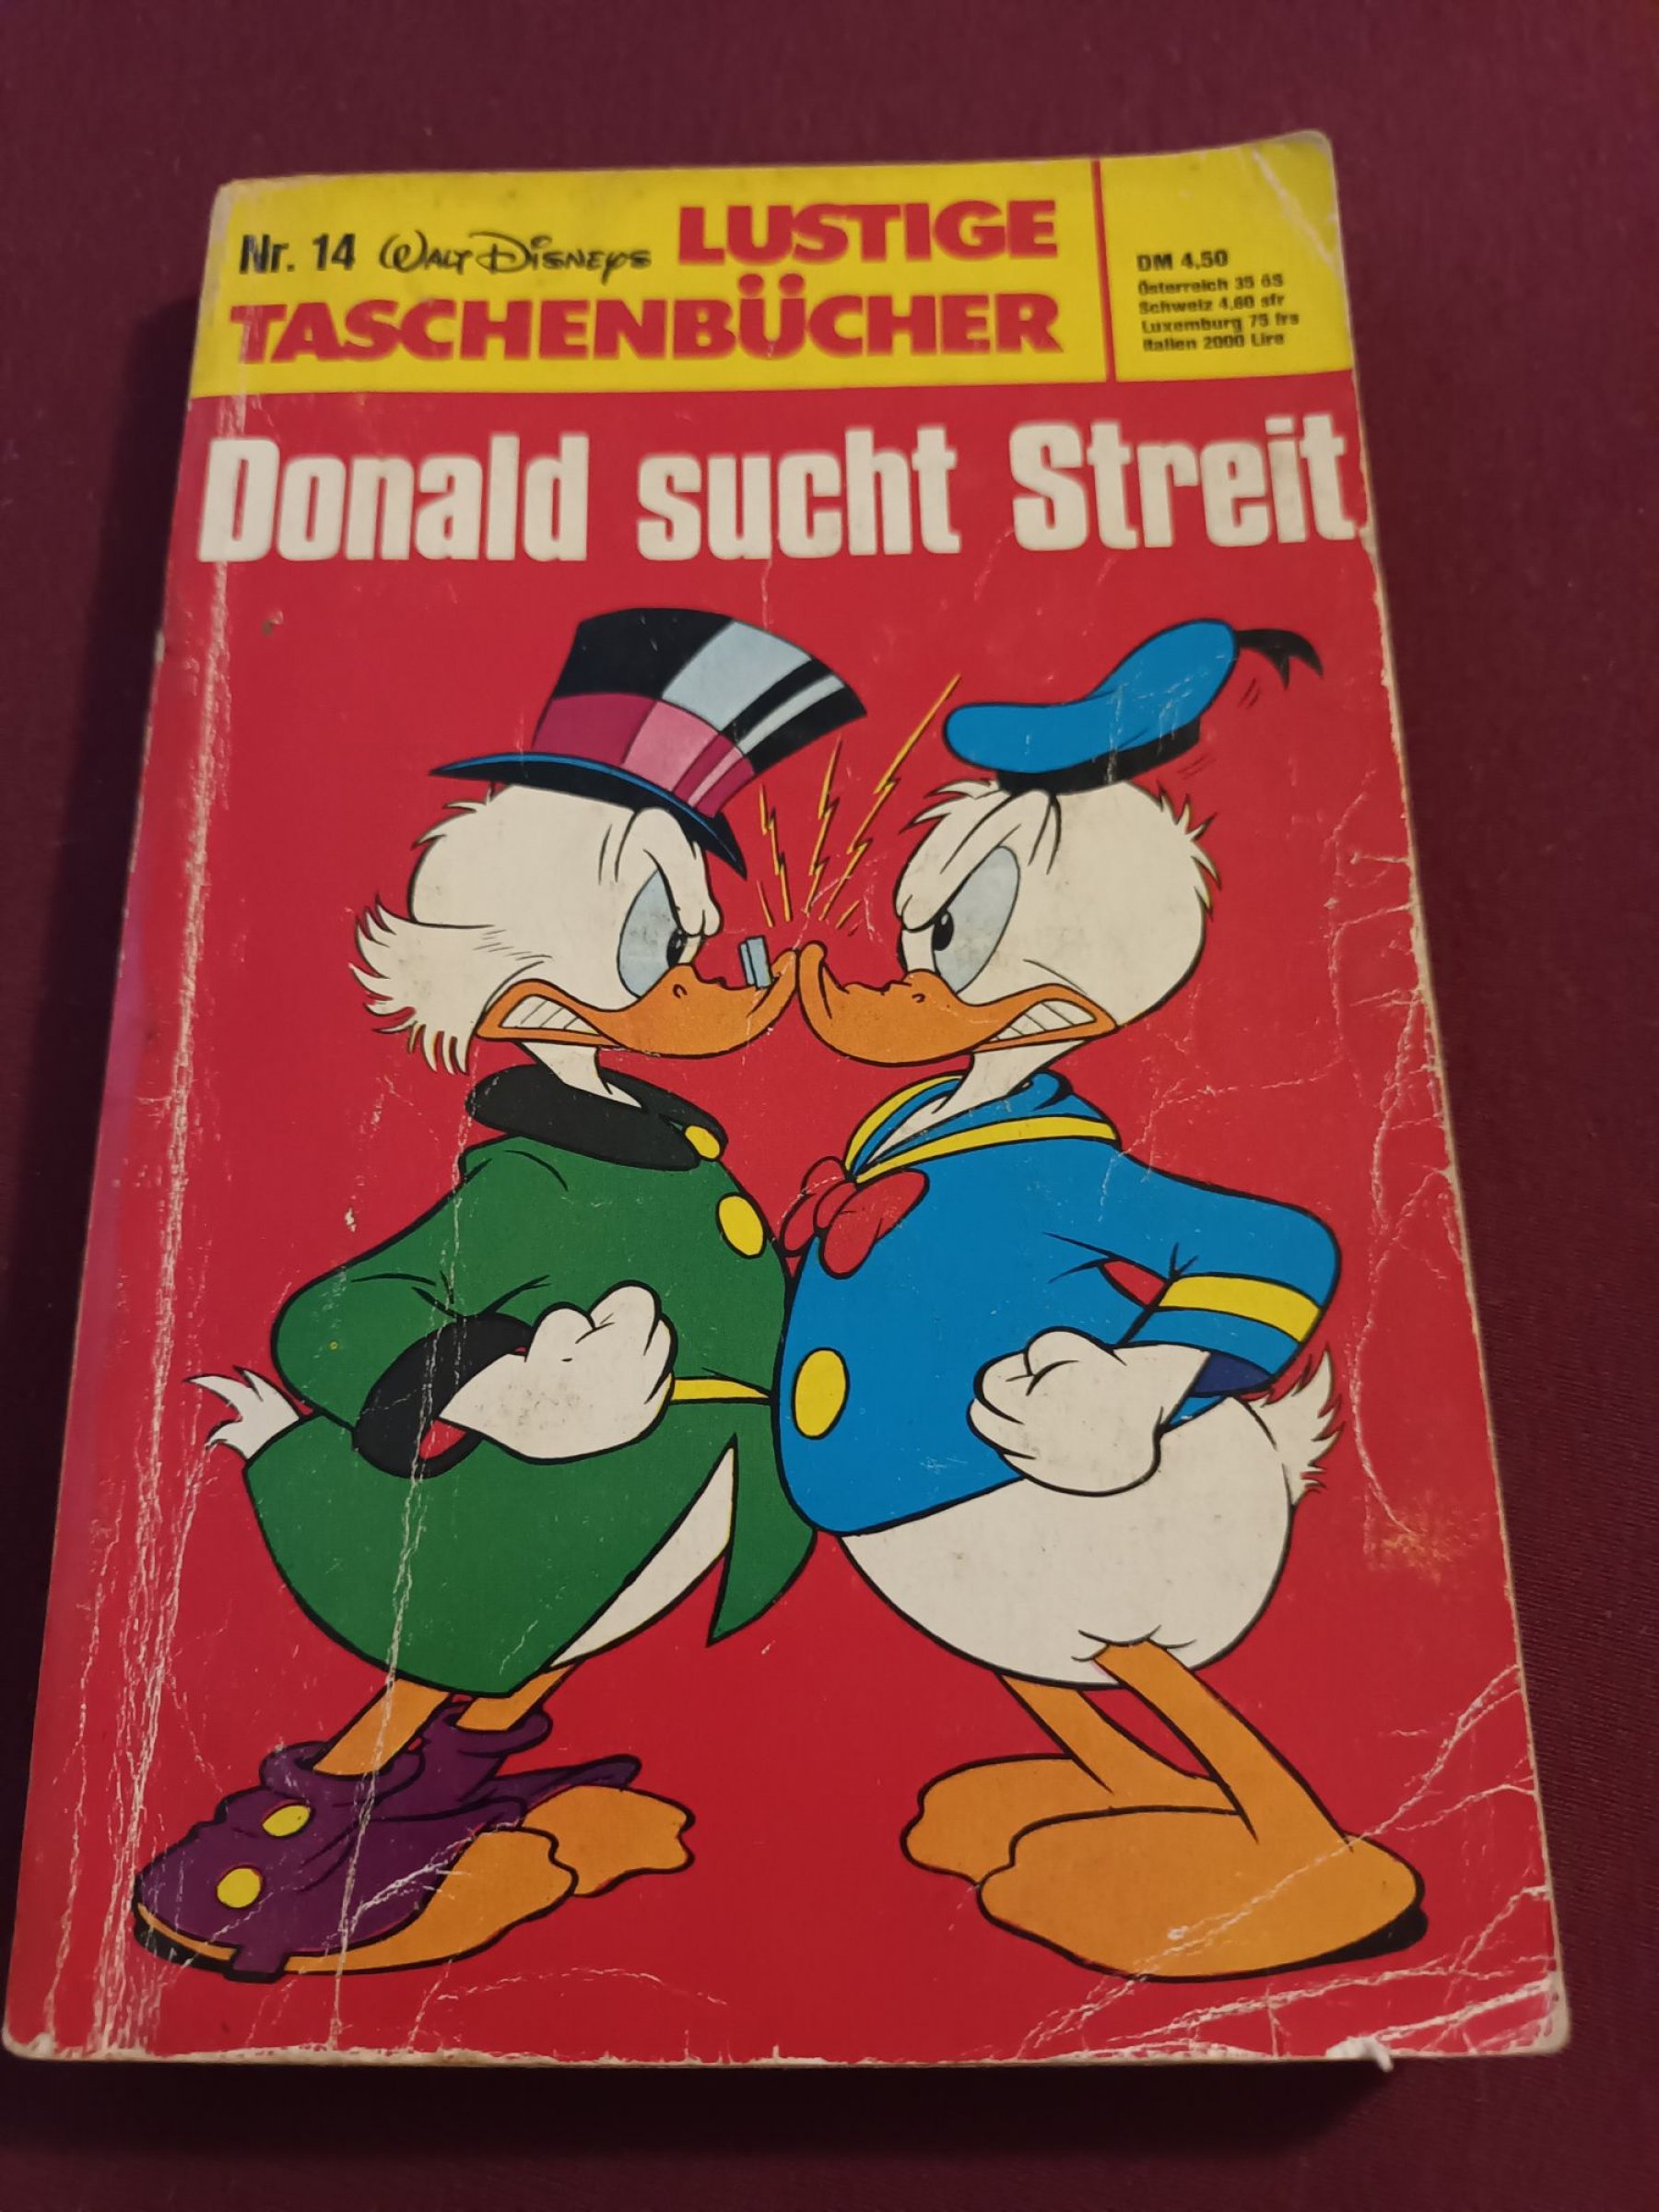 Nr. 14 WALT DISNEYS LUSTIGE
TASCHENBÜCHER
DM 4,50
Österreich 35 öS
Schweiz 4,60 sfr
Luxemburg 75 frs
Italien 2000 Lire
Donald sucht Streit